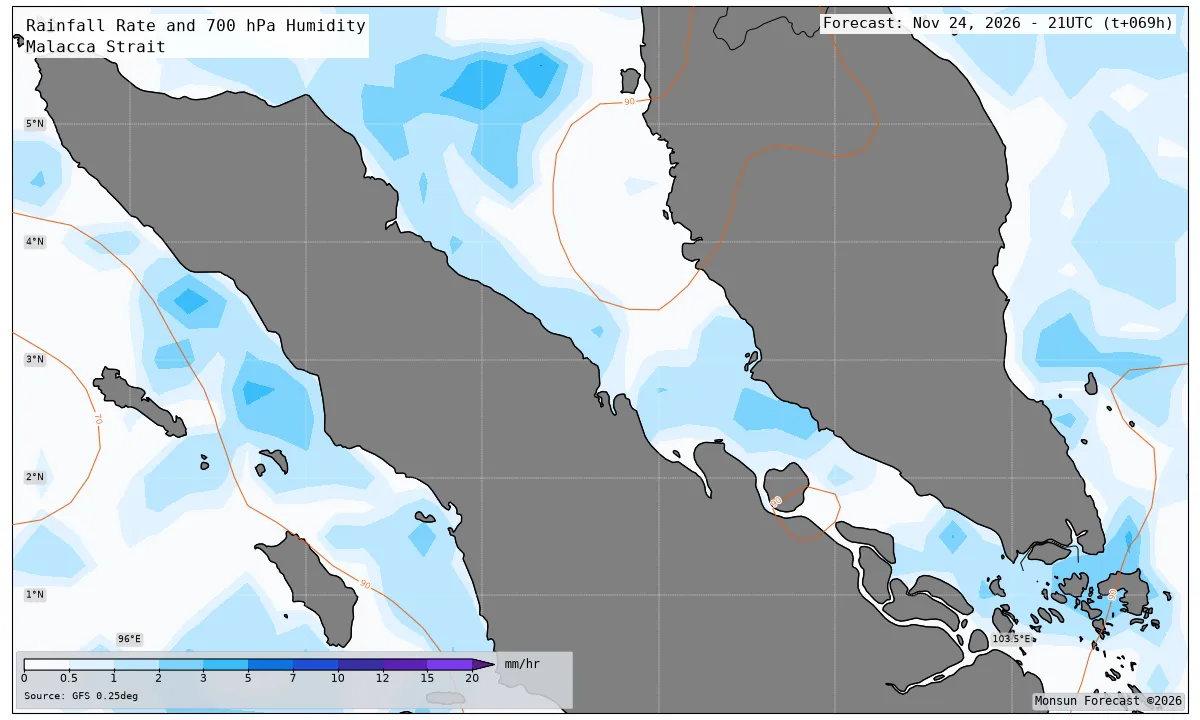 Rainfall Rate and 700 hPa Humidity
Malacca Strait
Forecast: Nov 24, 2026 - 21UTC (t+069h)
90
5°N
4°N
3°N
70
2°N
90
90
1°N
90
96°E
103.5°E
mm/hr
0 0.5 1 2 3 5 7 10 12 15 20
Source: GFS 0.25deg
Monsun Forecast ©2026